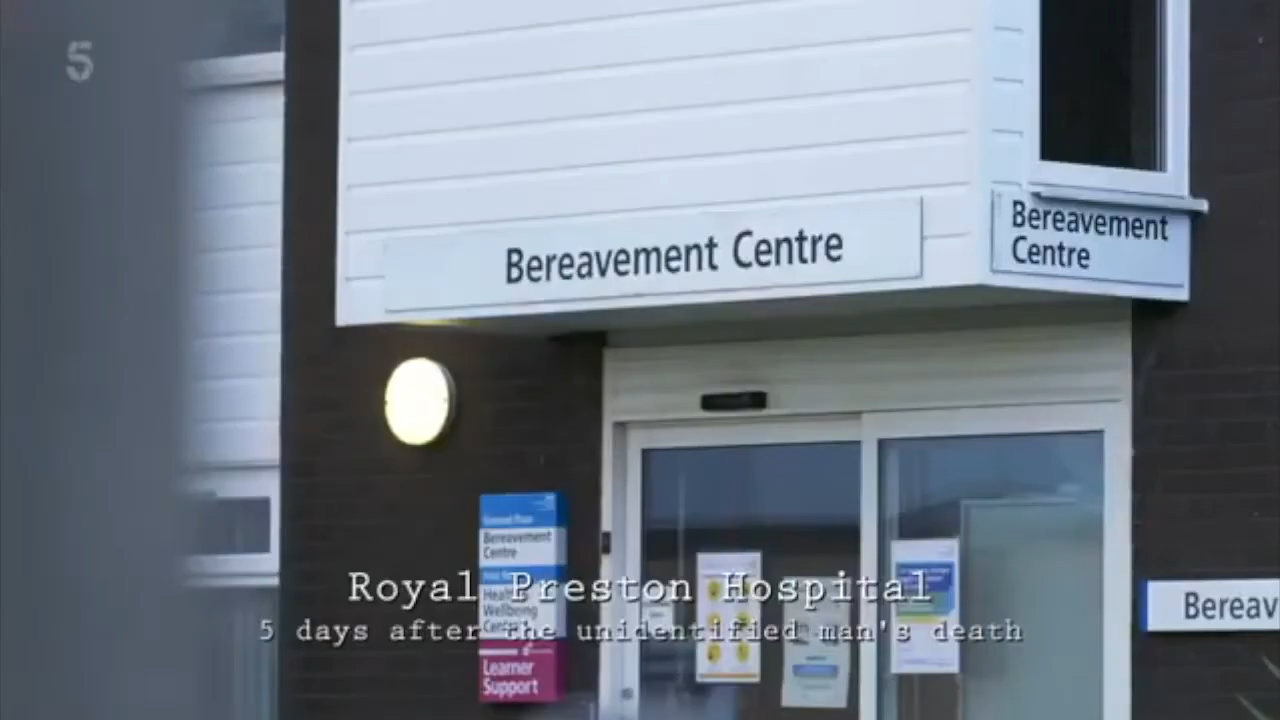 5
Bereavement Centre
Bereavement
Centre
Bereavement
Centre
Royal Preston Hospital
Wellbeing
5 days after the unidentified man's death
Learner
Support
Bereav